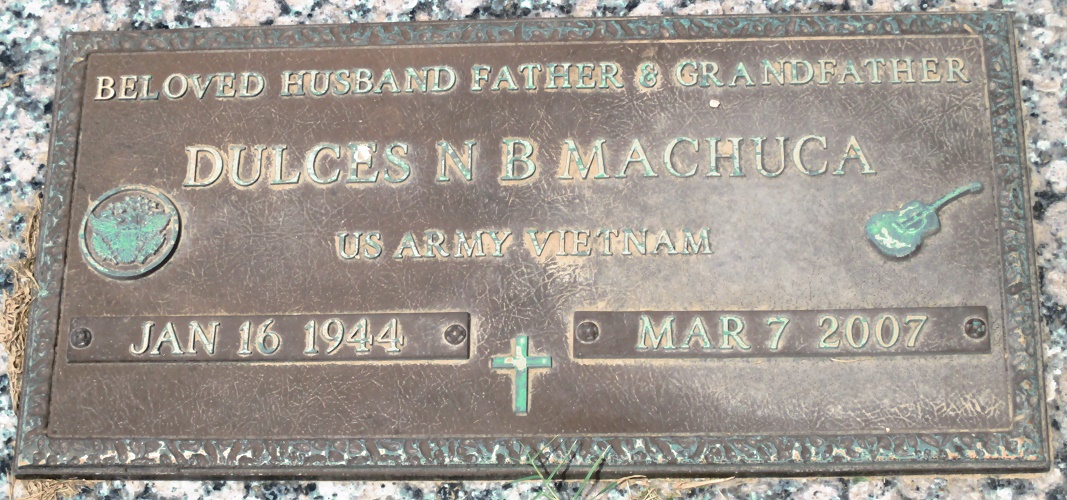 BELOVED HUSBAND FATHER & GRANDFATHER
DULCES N B MACHUCA
US ARMY VIETNAM
JAN 16 1944 MAR 7 2007